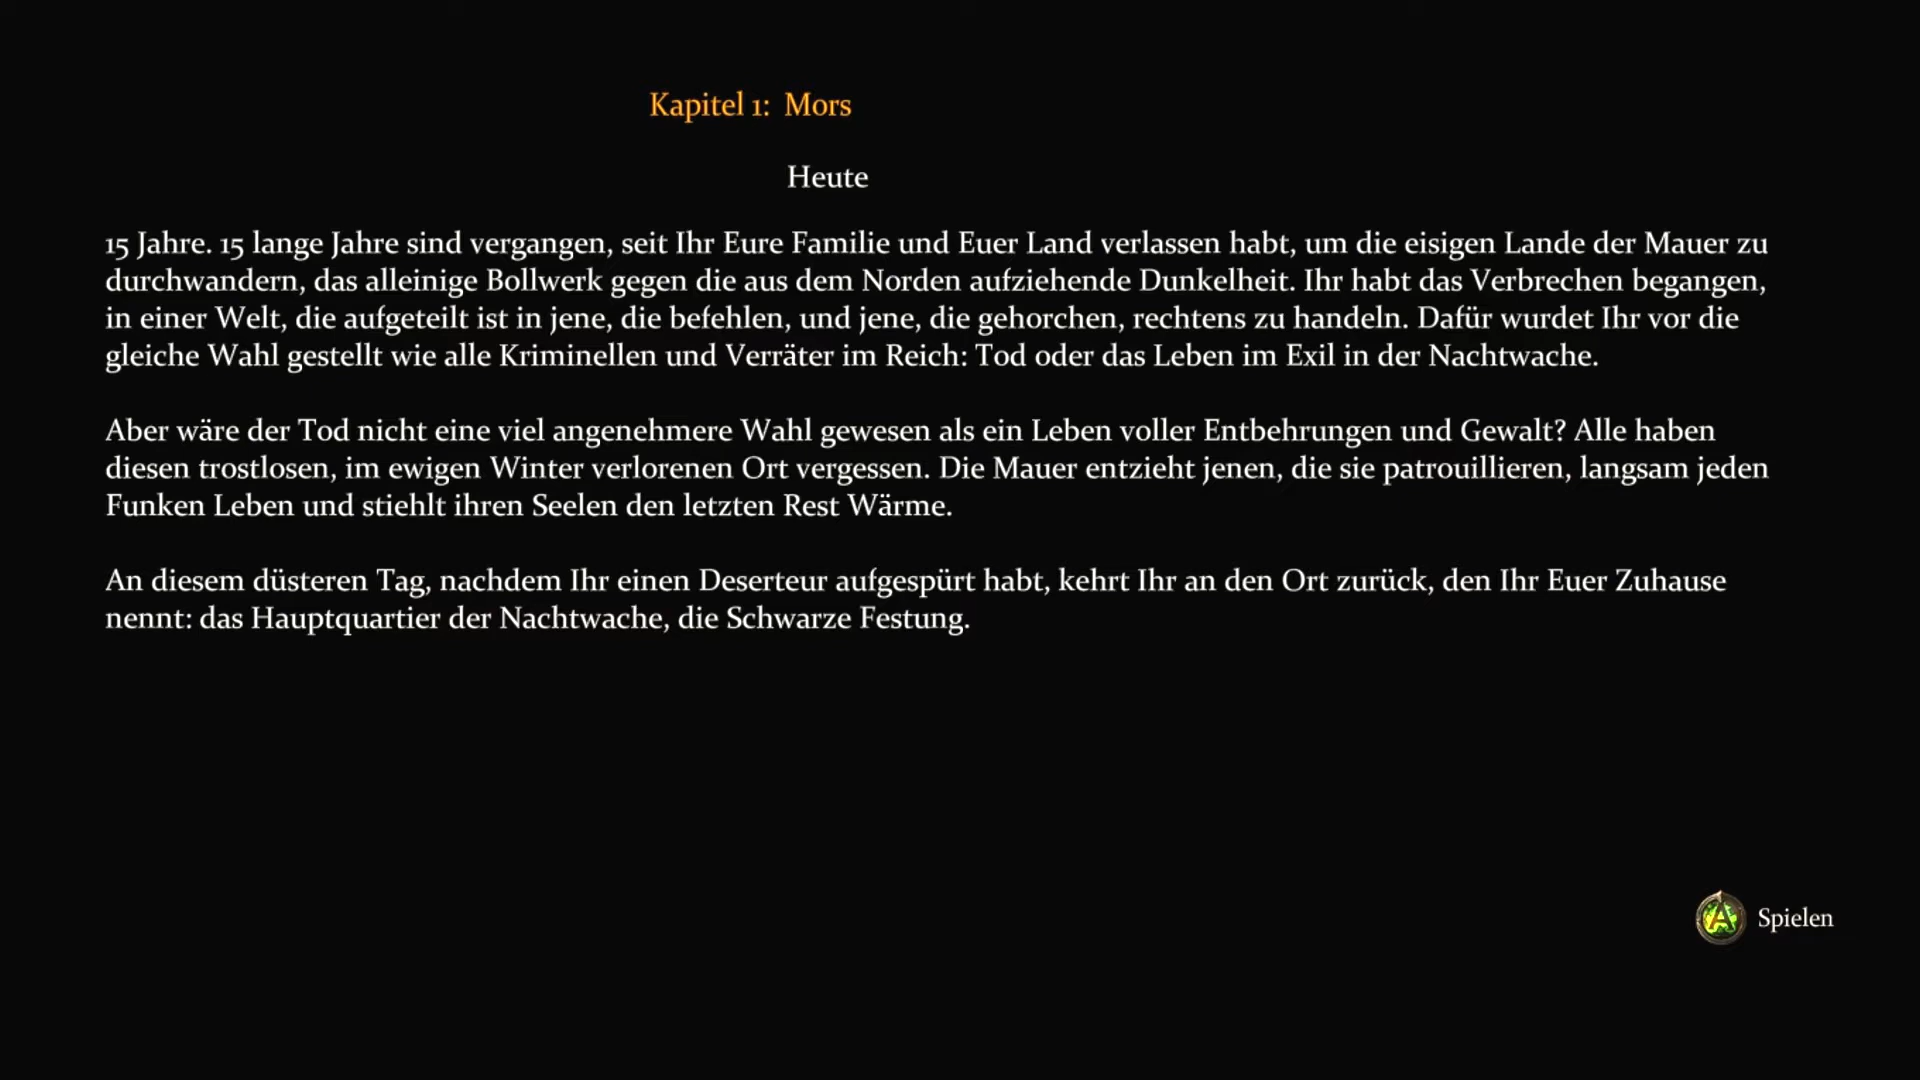 Kapitel 1: Mors
Heute
15 Jahre. 15 lange Jahre sind vergangen, seit Ihr Eure Familie und Euer Land verlassen habt, um die eisigen Lande der Mauer zu
durchwandern, das alleinige Bollwerk gegen die aus dem Norden aufziehende Dunkelheit. Ihr habt das Verbrechen begangen,
in einer Welt, die aufgeteilt ist in jene, die befehlen, und jene, die gehorchen, rechtens zu handeln. Dafür wurdet Ihr vor die
gleiche Wahl gestellt wie alle Kriminellen und Verräter im Reich: Tod oder das Leben im Exil in der Nachtwache.
Aber wäre der Tod nicht eine viel angenehmere Wahl gewesen als ein Leben voller Entbehrungen und Gewalt? Alle haben
diesen trostlosen, im ewigen Winter verlorenen Ort vergessen. Die Mauer entzieht jenen, die sie patrouillieren, langsam jeden
Funken Leben und stiehlt ihren Seelen den letzten Rest Wärme.
An diesem düsteren Tag, nachdem Ihr einen Deserteur aufgespürt habt, kehrt Ihr an den Ort zurück, den Ihr Euer Zuhause
nennt: das Hauptquartier der Nachtwache, die Schwarze Festung.
A Spielen